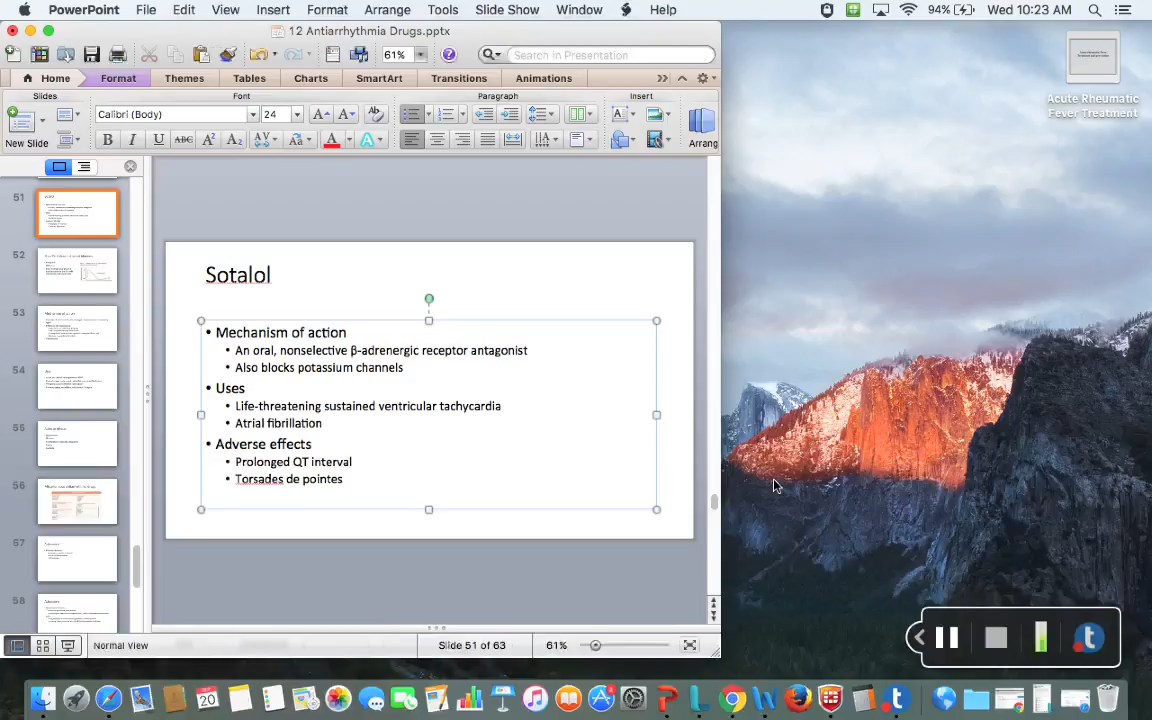 PowerPoint File Edit View Insert Format Arrange Tools Slide Show Window Help 94% Wed 10:23 AM
12 Antiarrhythmia Drugs.pptx
61% Search in Presentation
Home Format Themes Tables Charts SmartArt Transitions Animations
Slides Font Paragraph Insert
Calibri (Body) 24
New Slide Arrang
Acute Rheumatic
Fever Treatment
51
52
53
54
55
56
57
58
Sotalol
• Mechanism of action
• An oral, nonselective β-adrenergic receptor antagonist
• Also blocks potassium channels
• Uses
• Life-threatening sustained ventricular tachycardia
• Atrial fibrillation
• Adverse effects
• Prolonged QT interval
• Torsades de pointes
Normal View Slide 51 of 63 61%